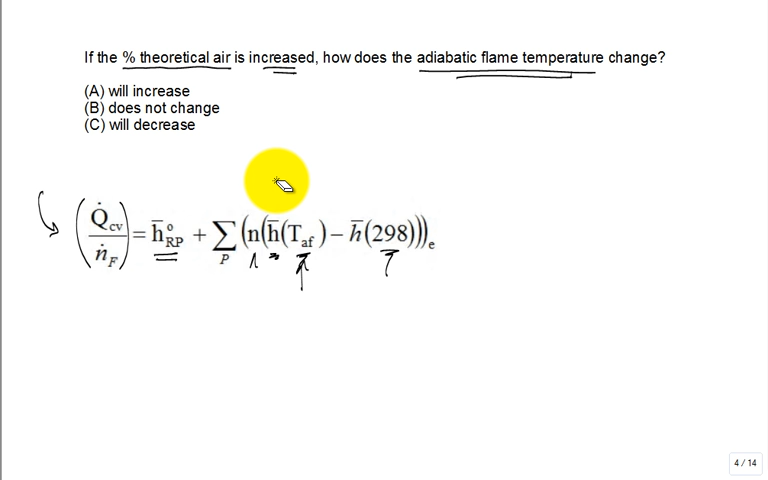 If the % theoretical air is increased, how does the adiabatic flame temperature change?
(A) will increase
(B) does not change
(C) will decrease
(Q̇cv/ṅF) = h̄°RP + ∑P (n(h̄(Taf) − h̄(298)))e
4 / 14